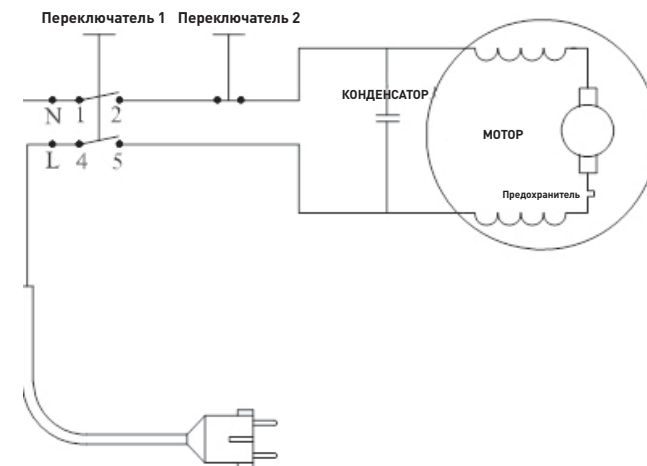 Переключатель 1 Переключатель 2
КОНДЕНСАТОР
N 1 2
МОТОР
L 4 5
Предохранитель